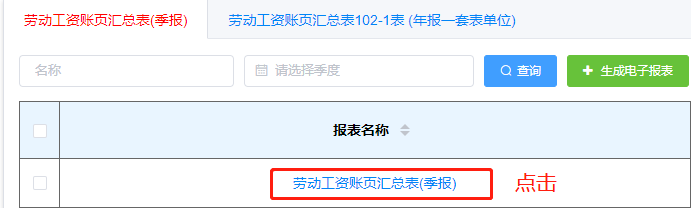 劳动工资账页汇总表(季报) 劳动工资账页汇总表102-1表 (年报一套表单位)
名称 请选择季度 查询 生成电子报表
报表名称
劳动工资账页汇总表(季报) 点击